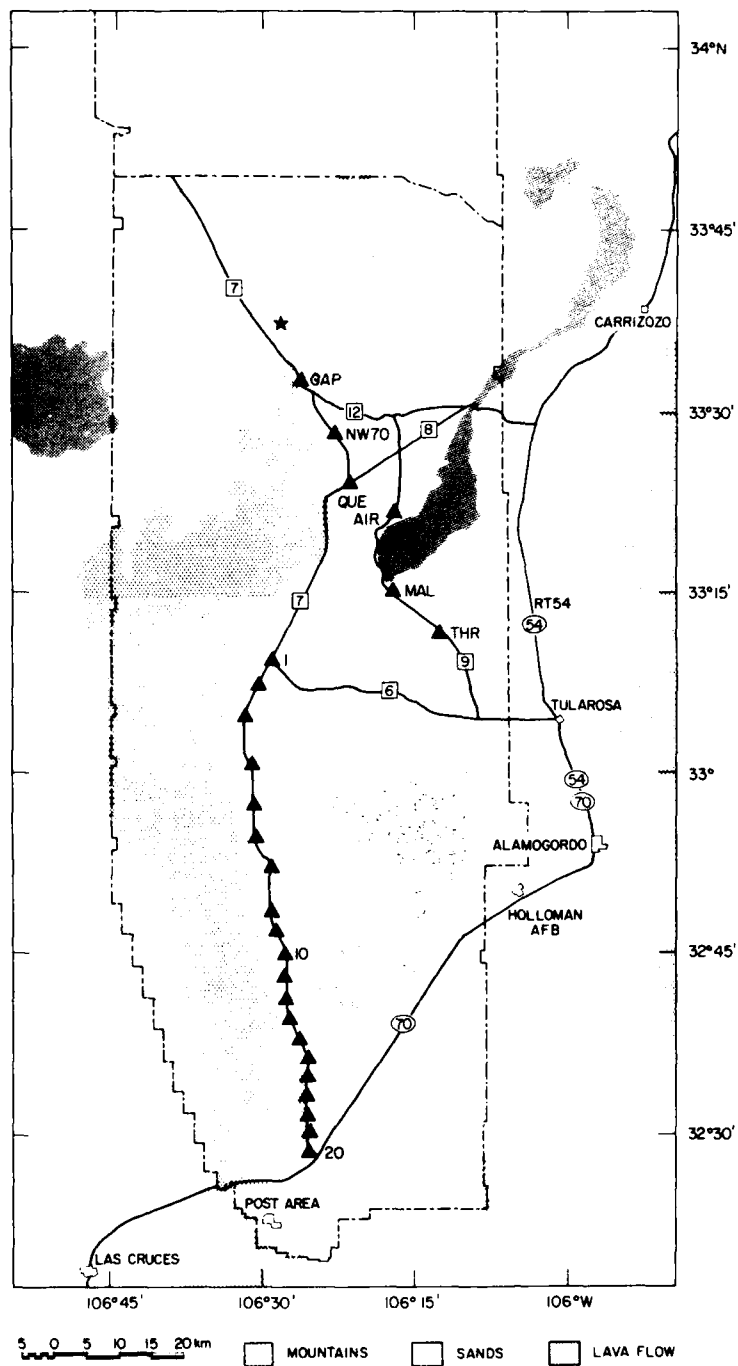 34°N
33°45'
7
CARRIZOZO
GAP
12
33°30'
NW70
8
QUE
AIR
33°15'
MAL
RT54
7
54
THR
1
9
6
TULAROSA
33°
54
70
ALAMOGORDO
HOLLOMAN
AFB
10
32°45'
70
32°30'
20
POST AREA
LAS CRUCES
106°45'
106°30'
106°15'
106°W
5 0 5 10 15 20 km
MOUNTAINS
SANDS
LAVA FLOW